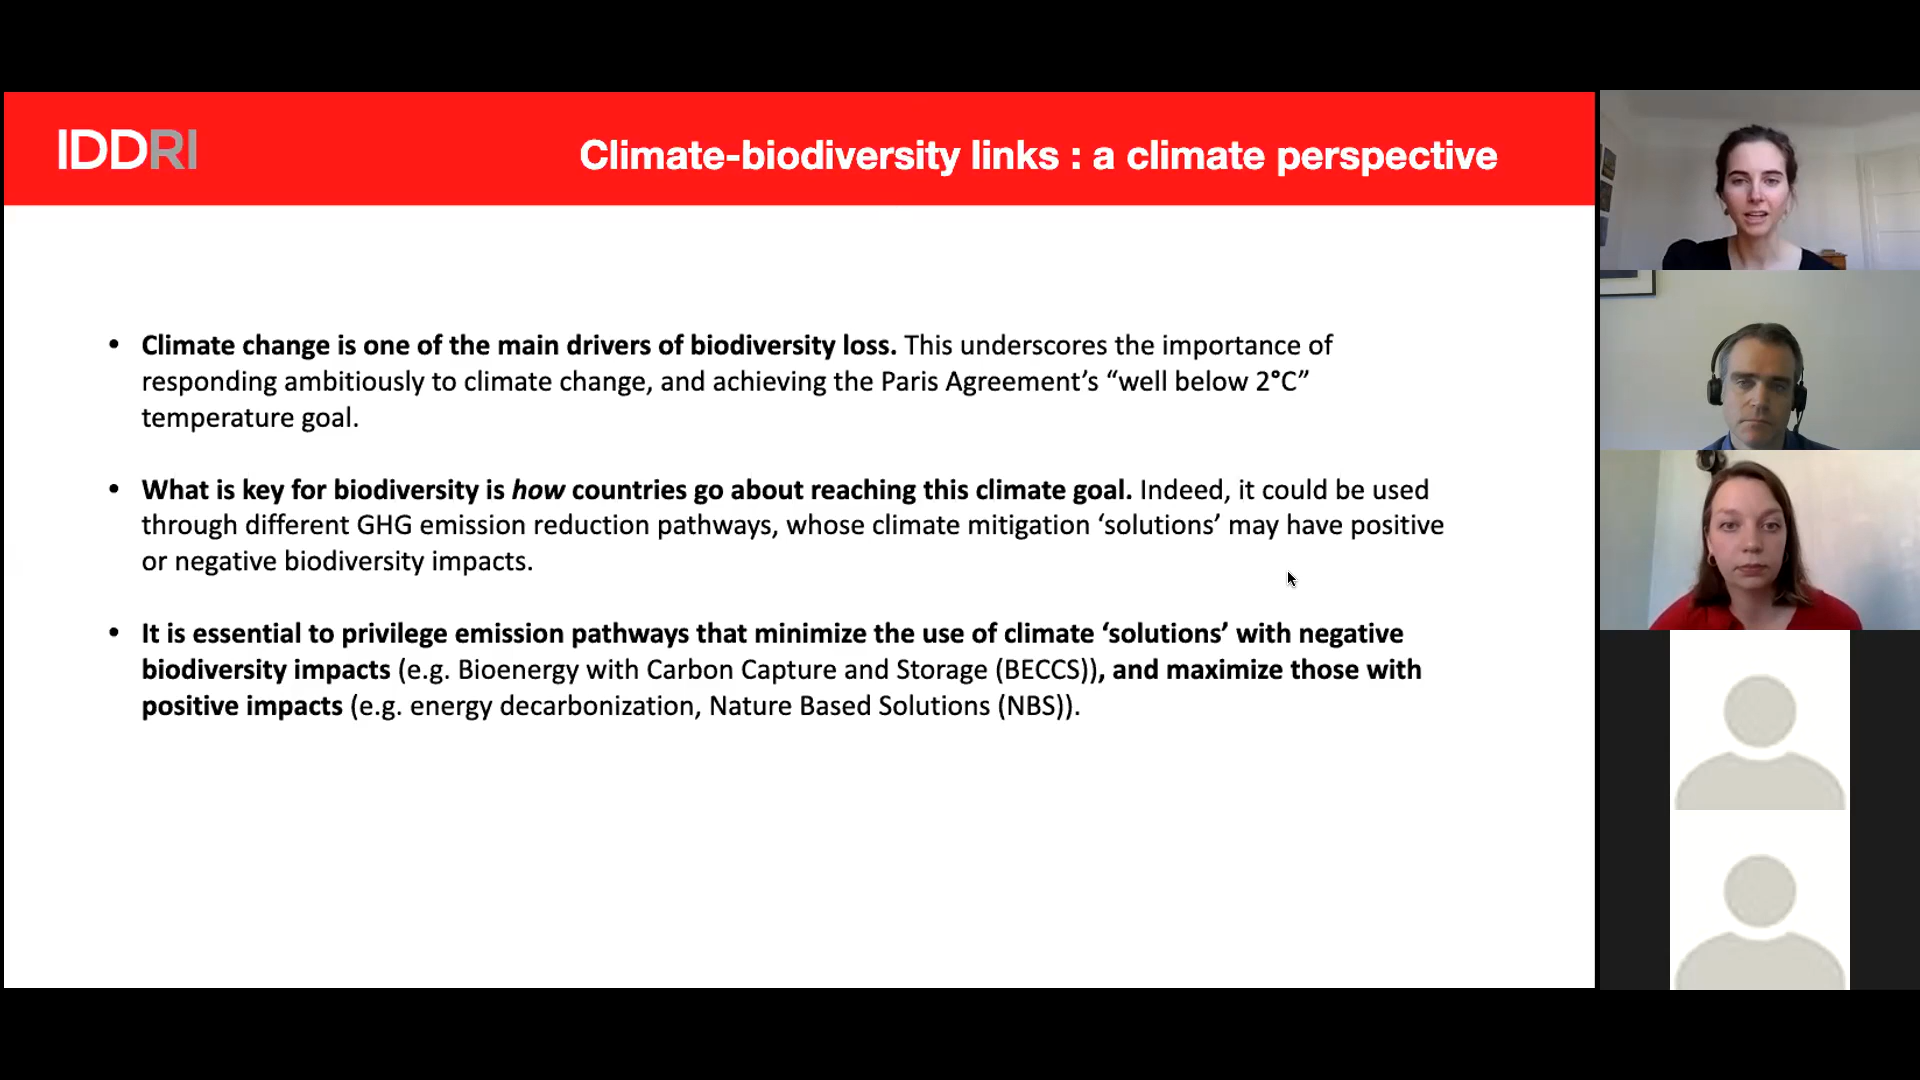 IDDRI
Climate-biodiversity links : a climate perspective
• Climate change is one of the main drivers of biodiversity loss. This underscores the importance of
responding ambitiously to climate change, and achieving the Paris Agreement’s “well below 2°C”
temperature goal.
• What is key for biodiversity is how countries go about reaching this climate goal. Indeed, it could be used
through different GHG emission reduction pathways, whose climate mitigation ‘solutions’ may have positive
or negative biodiversity impacts.
• It is essential to privilege emission pathways that minimize the use of climate ‘solutions’ with negative
biodiversity impacts (e.g. Bioenergy with Carbon Capture and Storage (BECCS)), and maximize those with
positive impacts (e.g. energy decarbonization, Nature Based Solutions (NBS)).